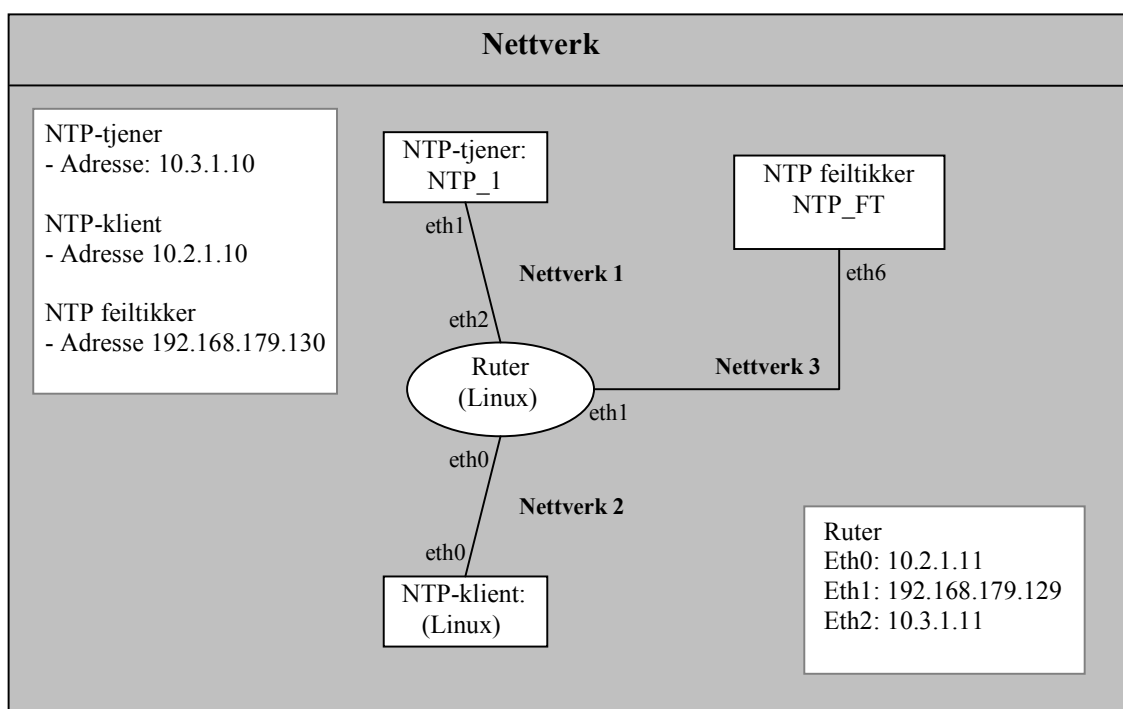 Nettverk
NTP-tjener
- Adresse: 10.3.1.10
NTP-klient
- Adresse 10.2.1.10
NTP feiltikker
- Adresse 192.168.179.130
NTP-tjener:
NTP_1
NTP feiltikker
NTP_FT
eth1
eth6
Nettverk 1
eth2
Ruter
(Linux)
Nettverk 3
eth1
eth0
Nettverk 2
eth0
NTP-klient:
(Linux)
Ruter
Eth0: 10.2.1.11
Eth1: 192.168.179.129
Eth2: 10.3.1.11